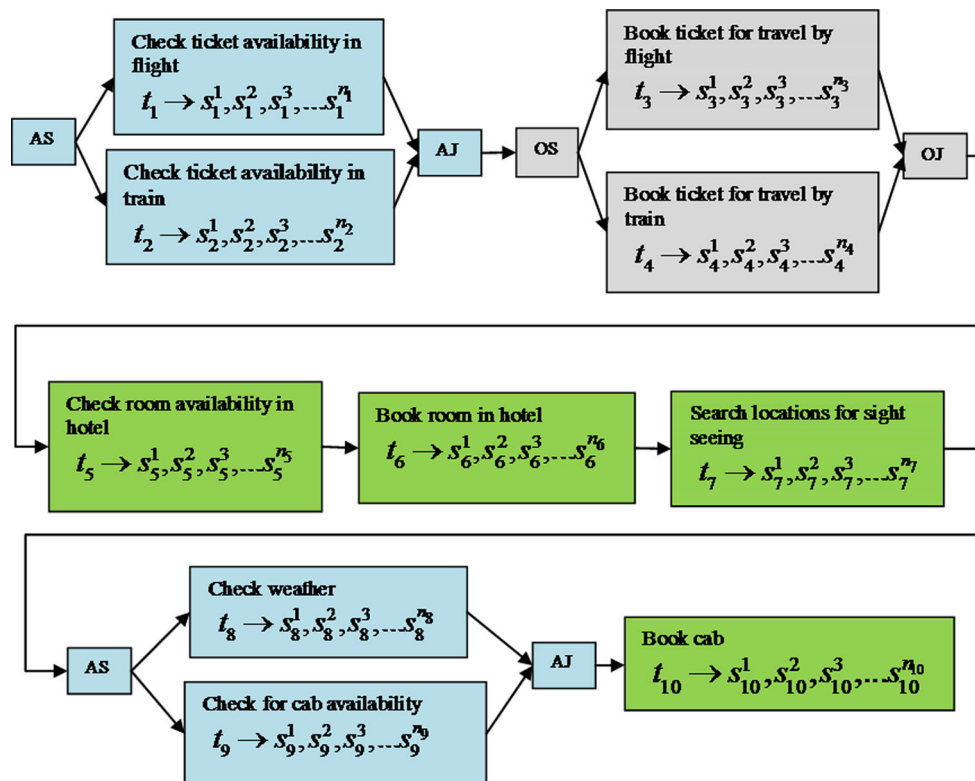 AS
Check ticket availability in
flight
t₁ → s₁¹, s₁², s₁³, ....s₁ⁿ¹
Check ticket availability in
train
t₂ → s₂¹, s₂², s₂³, ....s₂ⁿ²
AJ
OS
Book ticket for travel by
flight
t₃ → s₃¹, s₃², s₃³, ....s₃ⁿ³
Book ticket for travel by
train
t₄ → s₄¹, s₄², s₄³, ....s₄ⁿ⁴
OJ
Check room availability in
hotel
t₅ → s₅¹, s₅², s₅³, ....s₅ⁿ⁵
Book room in hotel
t₆ → s₆¹, s₆², s₆³, ....s₆ⁿ⁶
Search locations for sight
seeing
t₇ → s₇¹, s₇², s₇³, ....s₇ⁿ⁷
AS
Check weather
t₈ → s₈¹, s₈², s₈³, ....s₈ⁿ⁸
Check for cab availability
t₉ → s₉¹, s₉², s₉³, ....s₉ⁿ⁹
AJ
Book cab
t₁₀ → s₁₀¹, s₁₀², s₁₀³, ....s₁₀ⁿ¹⁰